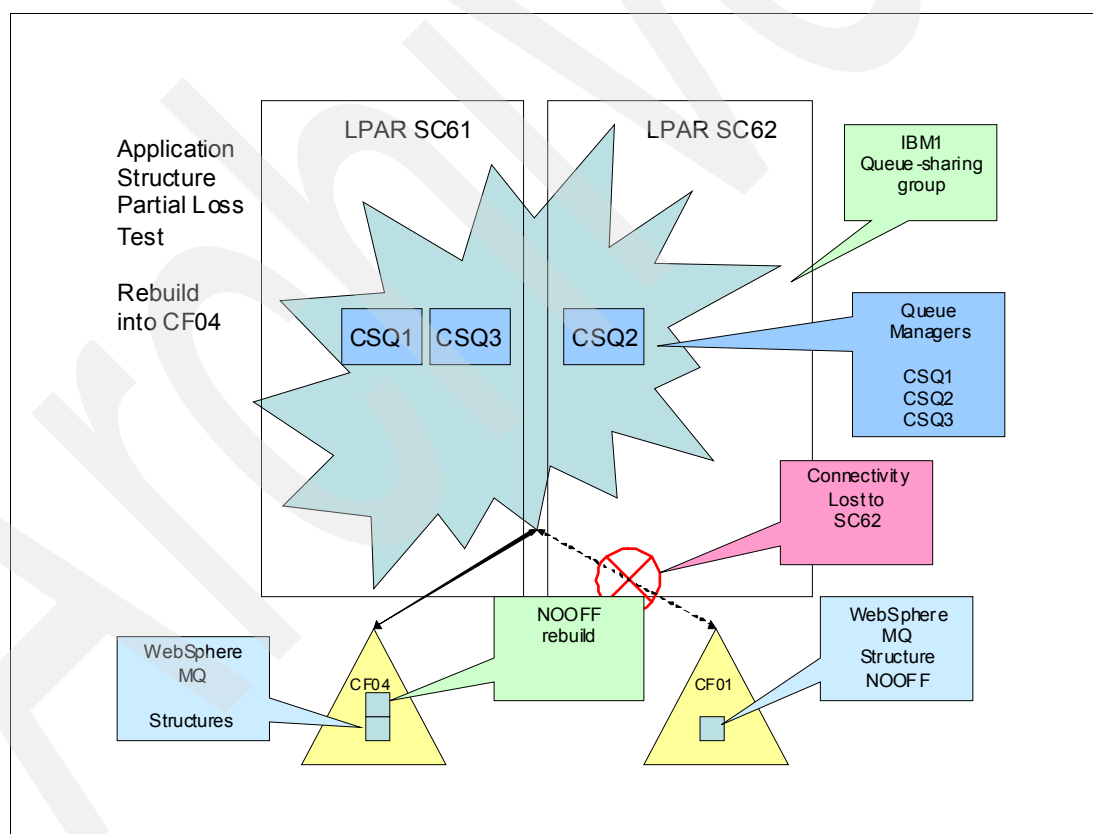 Application
Structure
Partial Loss
Test
Rebuild
into CF04
LPAR SC61
LPAR SC62
IBM1
Queue-sharing
group
CSQ1
CSQ3
CSQ2
Queue
Managers
CSQ1
CSQ2
CSQ3
Connectivity
Lost to
SC62
NOOFF
rebuild
WebSphere
MQ
Structures
CF04
CF01
WebSphere
MQ
Structure
NOOFF